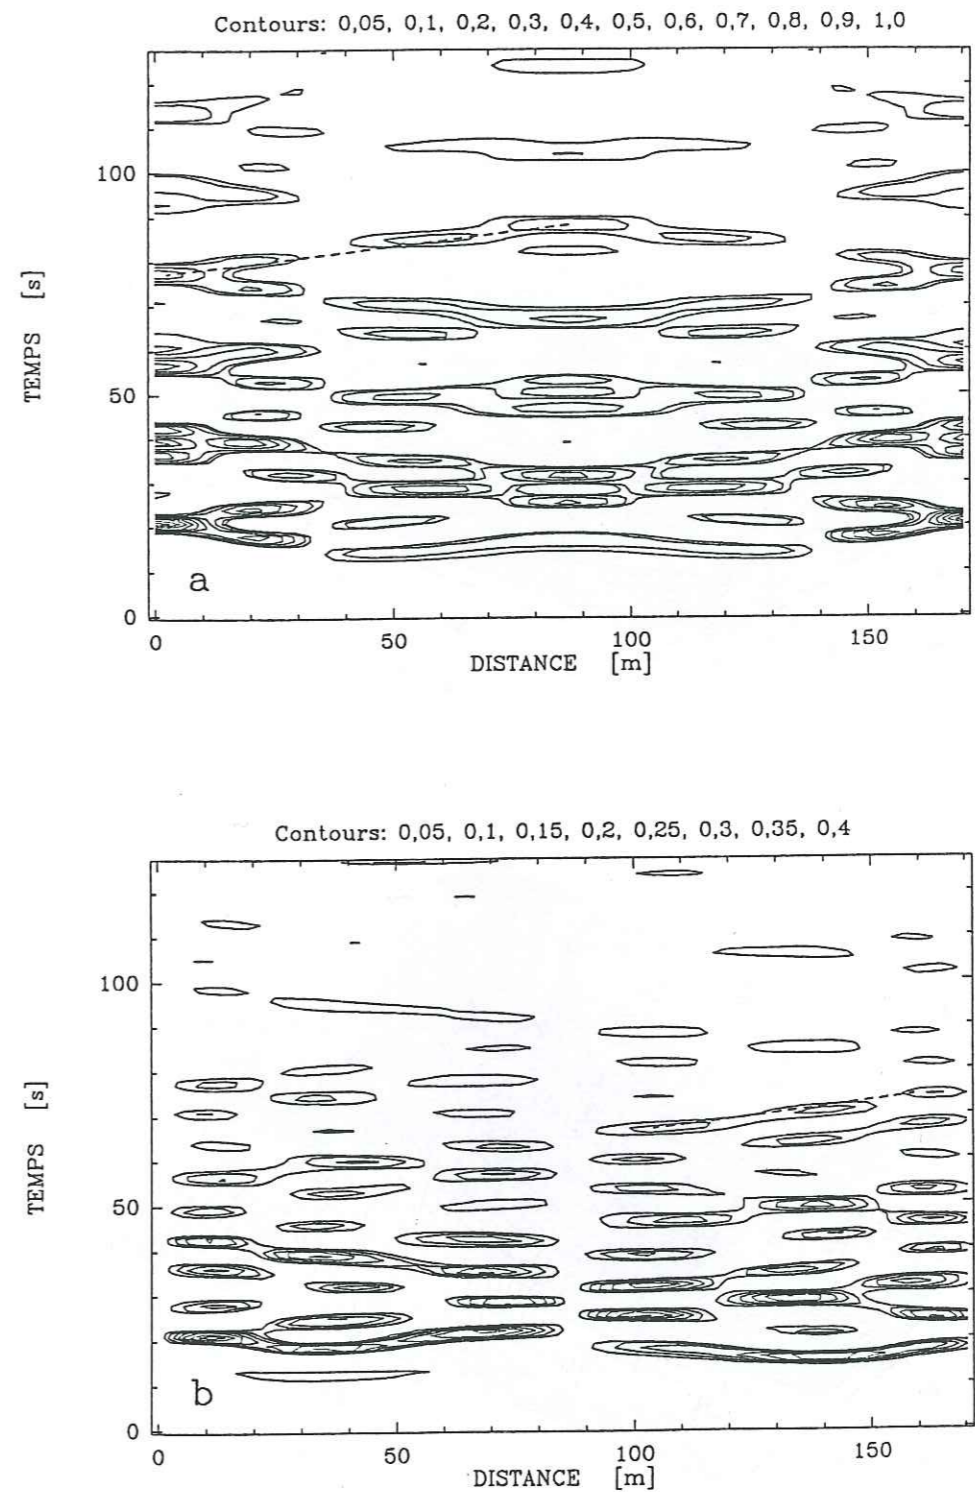 Contours: 0,05, 0,1, 0,2, 0,3, 0,4, 0,5, 0,6, 0,7, 0,8, 0,9, 1,0
100
50
0
TEMPS [s]
a
0 50 100 150
DISTANCE [m]
Contours: 0,05, 0,1, 0,15, 0,2, 0,25, 0,3, 0,35, 0,4
100
50
0
TEMPS [s]
b
0 50 100 150
DISTANCE [m]